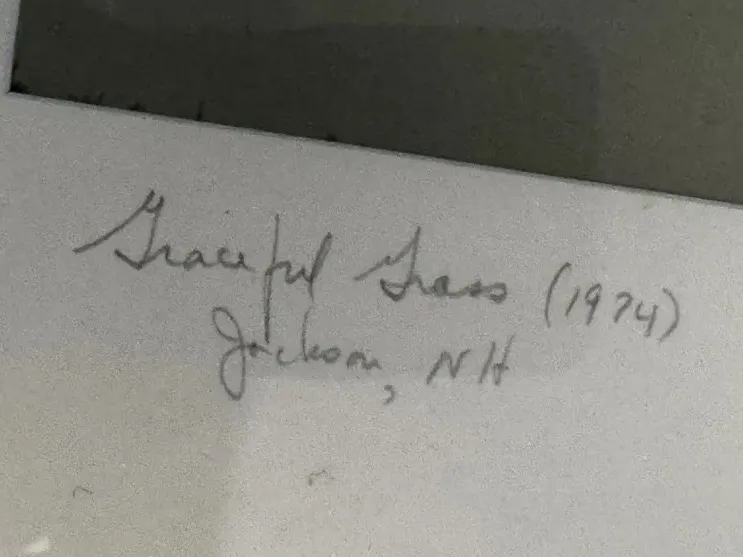 Graceful Grass (1974)
Jackson, NH